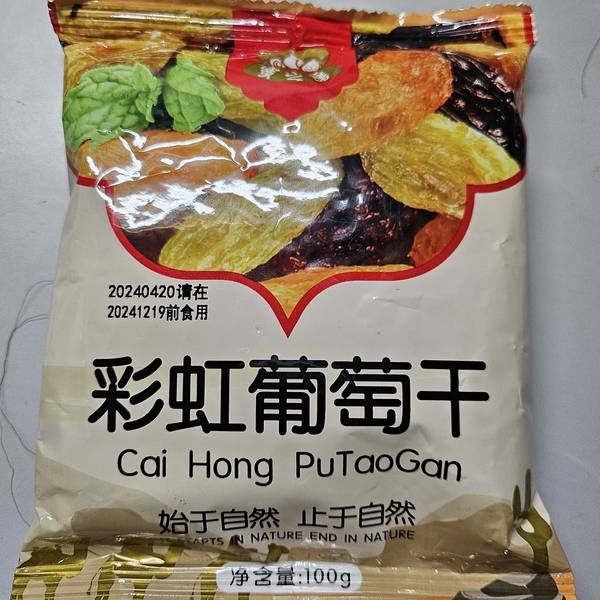 20240420请在
20241219前食用
彩虹葡萄干
Cai Hong PuTaoGan
始于自然 止于自然
STARTS IN NATURE END IN NATURE
净含量:100g